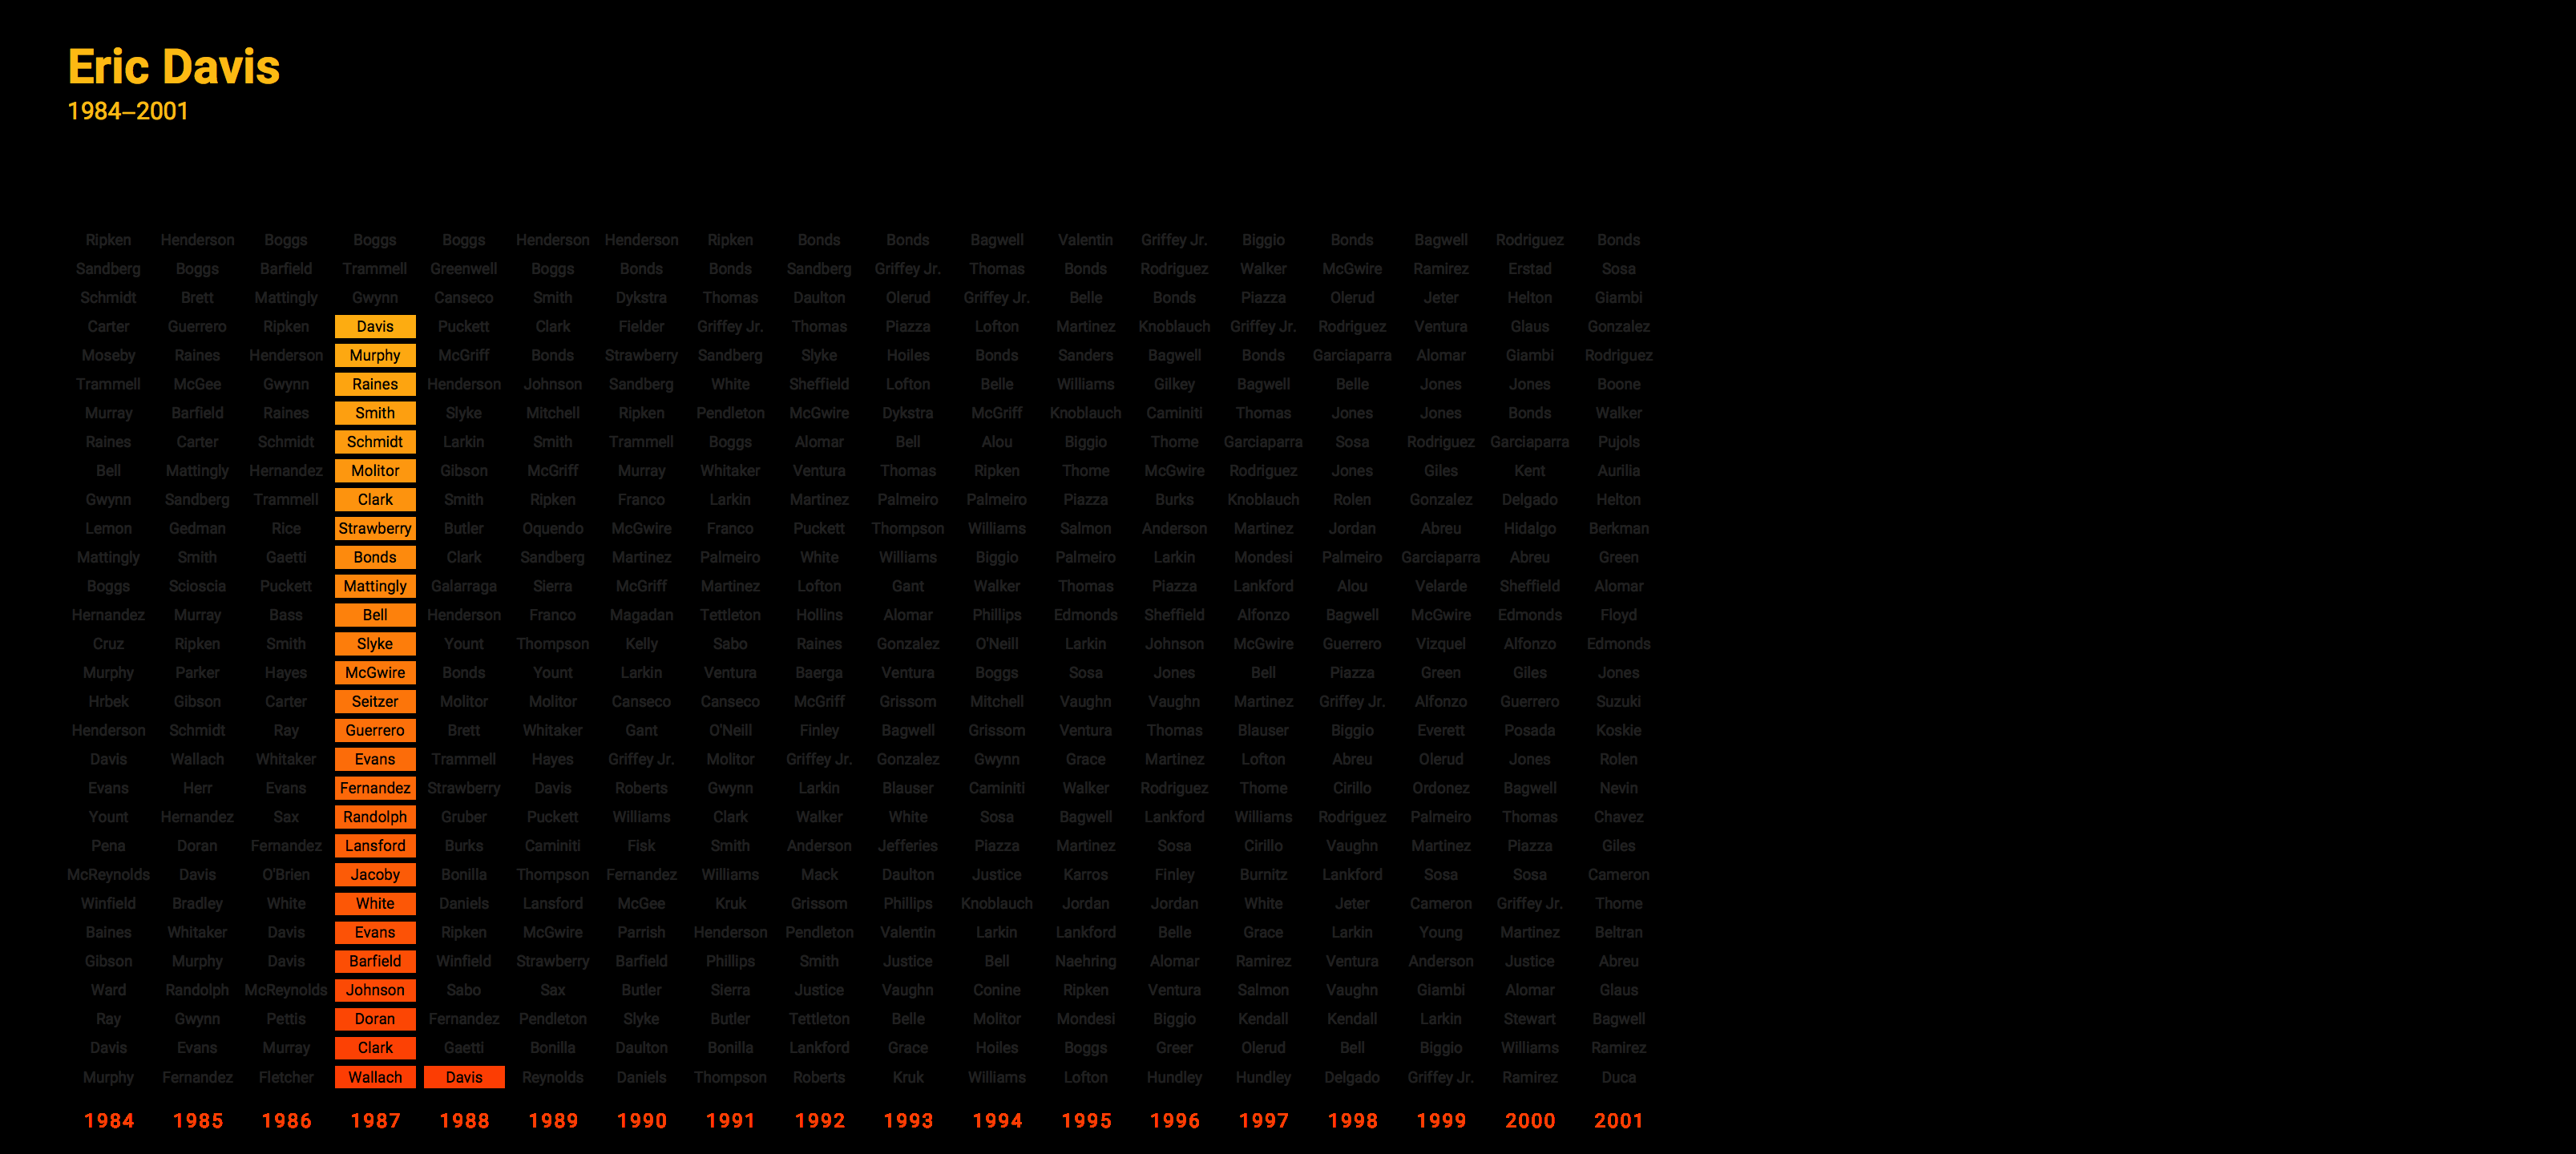 Eric Davis
1984–2001
Ripken Henderson Boggs Boggs Boggs Henderson Henderson Ripken Bonds Bonds Bagwell Valentin Griffey Jr. Biggio Bonds Bagwell Rodriguez Bonds
Sandberg Boggs Barfield Trammell Greenwell Boggs Bonds Bonds Sandberg Griffey Jr. Thomas Bonds Rodriguez Walker McGwire Ramirez Erstad Sosa
Schmidt Brett Mattingly Gwynn Canseco Smith Dykstra Thomas Daulton Olerud Griffey Jr. Belle Bonds Piazza Olerud Jeter Helton Giambi
Carter Guerrero Ripken Davis Puckett Clark Fielder Griffey Jr. Thomas Piazza Lofton Martinez Knoblauch Griffey Jr. Rodriguez Ventura Glaus Gonzalez
Moseby Raines Henderson Murphy McGriff Bonds Strawberry Sandberg Slyke Hoiles Bonds Sanders Bagwell Bonds Garciaparra Alomar Giambi Rodriguez
Trammell McGee Gwynn Raines Henderson Johnson Sandberg White Sheffield Lofton Belle Williams Gilkey Bagwell Belle Jones Jones Boone
Murray Barfield Raines Smith Slyke Mitchell Ripken Pendleton McGwire Dykstra McGriff Knoblauch Caminiti Thomas Jones Jones Bonds Walker
Raines Carter Schmidt Schmidt Larkin Smith Trammell Boggs Alomar Bell Alou Biggio Thome Garciaparra Sosa Rodriguez Garciaparra Pujols
Bell Mattingly Hernandez Molitor Gibson McGriff Murray Whitaker Ventura Thomas Ripken Thome McGwire Rodriguez Jones Giles Kent Aurilia
Gwynn Sandberg Trammell Clark Smith Ripken Franco Larkin Martinez Palmeiro Palmeiro Piazza Burks Knoblauch Rolen Gonzalez Delgado Helton
Lemon Gedman Rice Strawberry Butler Oquendo McGwire Franco Puckett Thompson Williams Salmon Anderson Martinez Jordan Abreu Hidalgo Berkman
Mattingly Smith Gaetti Bonds Clark Sandberg Martinez Palmeiro White Williams Biggio Palmeiro Larkin Mondesi Palmeiro Garciaparra Abreu Green
Boggs Scioscia Puckett Mattingly Galarraga Sierra McGriff Martinez Lofton Gant Walker Thomas Piazza Lankford Alou Velarde Sheffield Alomar
Hernandez Murray Bass Bell Henderson Franco Magadan Tettleton Hollins Alomar Phillips Edmonds Sheffield Alfonzo Bagwell McGwire Edmonds Floyd
Cruz Ripken Smith Slyke Yount Thompson Kelly Sabo Raines Gonzalez O'Neill Larkin Johnson McGwire Guerrero Vizquel Alfonzo Edmonds
Murphy Parker Hayes McGwire Bonds Yount Larkin Ventura Baerga Ventura Boggs Sosa Jones Bell Piazza Green Giles Jones
Hrbek Gibson Carter Seitzer Molitor Molitor Canseco Canseco McGriff Grissom Mitchell Vaughn Vaughn Martinez Griffey Jr. Alfonzo Guerrero Suzuki
Henderson Schmidt Ray Guerrero Brett Whitaker Gant O'Neill Finley Bagwell Grissom Ventura Thomas Blauser Biggio Everett Posada Koskie
Davis Wallach Whitaker Evans Trammell Hayes Griffey Jr. Molitor Griffey Jr. Gonzalez Gwynn Grace Martinez Lofton Abreu Olerud Jones Rolen
Evans Herr Evans Fernandez Strawberry Davis Roberts Gwynn Larkin Blauser Caminiti Walker Rodriguez Thome Cirillo Ordonez Bagwell Nevin
Yount Hernandez Sax Randolph Gruber Puckett Williams Clark Walker White Sosa Bagwell Lankford Williams Rodriguez Palmeiro Thomas Chavez
Pena Doran Fernandez Lansford Burks Caminiti Fisk Smith Anderson Jefferies Piazza Martinez Sosa Cirillo Vaughn Martinez Piazza Giles
McReynolds Davis O'Brien Jacoby Bonilla Thompson Fernandez Williams Mack Daulton Justice Karros Finley Burnitz Lankford Sosa Sosa Cameron
Winfield Bradley White White Daniels Lansford McGee Kruk Grissom Phillips Knoblauch Jordan Jordan White Jeter Cameron Griffey Jr. Thome
Baines Whitaker Davis Evans Ripken McGwire Parrish Henderson Pendleton Valentin Larkin Lankford Belle Grace Larkin Young Martinez Beltran
Gibson Murphy Davis Barfield Winfield Strawberry Barfield Phillips Smith Justice Bell Naehring Alomar Ramirez Ventura Anderson Justice Abreu
Ward Randolph McReynolds Johnson Sabo Sax Butler Sierra Justice Vaughn Conine Ripken Ventura Salmon Vaughn Giambi Alomar Glaus
Ray Gwynn Pettis Doran Fernandez Pendleton Slyke Butler Tettleton Belle Molitor Mondesi Biggio Kendall Kendall Larkin Stewart Bagwell
Davis Evans Murray Clark Gaetti Bonilla Daulton Bonilla Lankford Grace Hoiles Boggs Greer Olerud Bell Biggio Williams Ramirez
Murphy Fernandez Fletcher Wallach Davis Reynolds Daniels Thompson Roberts Kruk Williams Lofton Hundley Hundley Delgado Griffey Jr. Ramirez Duca
1984 1985 1986 1987 1988 1989 1990 1991 1992 1993 1994 1995 1996 1997 1998 1999 2000 2001